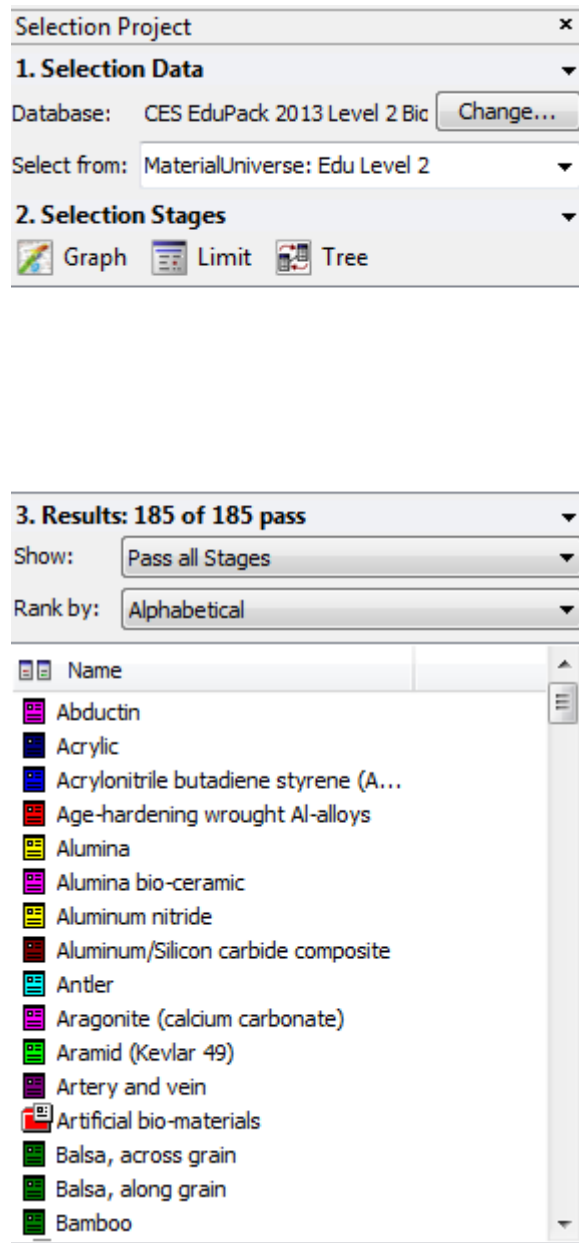 Selection Project
1. Selection Data
Database: CES EduPack 2013 Level 2 Bio Change...
Select from: MaterialUniverse: Edu Level 2
2. Selection Stages
Graph Limit Tree
3. Results: 185 of 185 pass
Show: Pass all Stages
Rank by: Alphabetical
Name
Abductin
Acrylic
Acrylonitrile butadiene styrene (A...
Age-hardening wrought Al-alloys
Alumina
Alumina bio-ceramic
Aluminum nitride
Aluminum/Silicon carbide composite
Antler
Aragonite (calcium carbonate)
Aramid (Kevlar 49)
Artery and vein
Artificial bio-materials
Balsa, across grain
Balsa, along grain
Bamboo